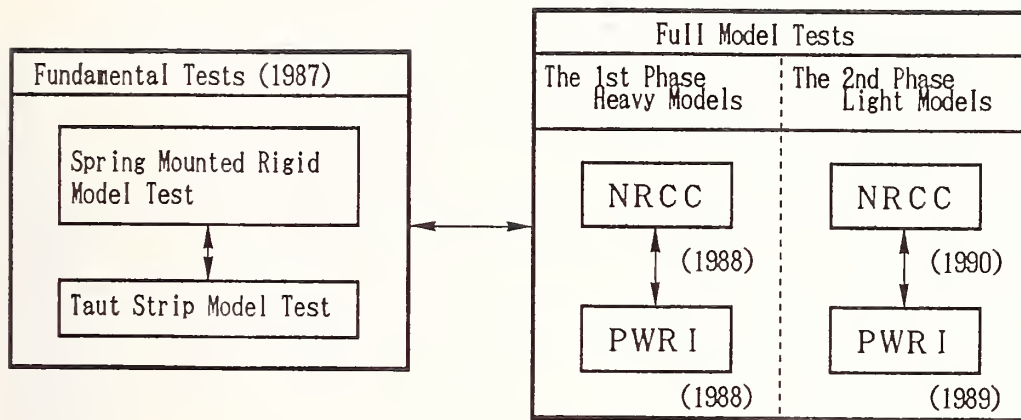 Fundamental Tests (1987)
Spring Mounted Rigid
Model Test
Taut Strip Model Test
Full Model Tests
The 1st Phase
Heavy Models
NRCC
(1988)
PWRI
(1988)
The 2nd Phase
Light Models
NRCC
(1990)
PWRI
(1989)